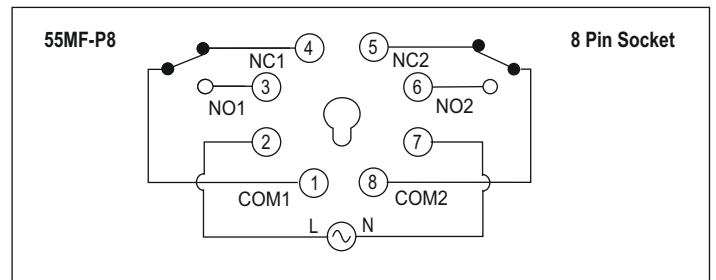 55MF-P8
8 Pin Socket
4
5
NC1
NC2
3
6
NO1
NO2
2
7
1
8
COM1
COM2
L
N